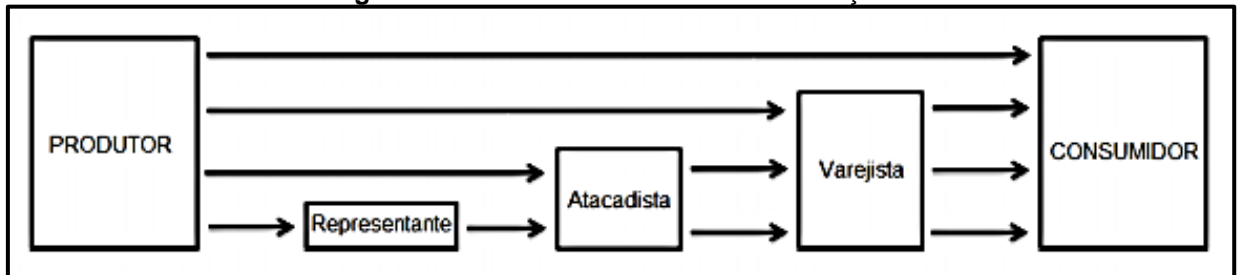 PRODUTOR
Representante
Atacadista
Varejista
CONSUMIDOR